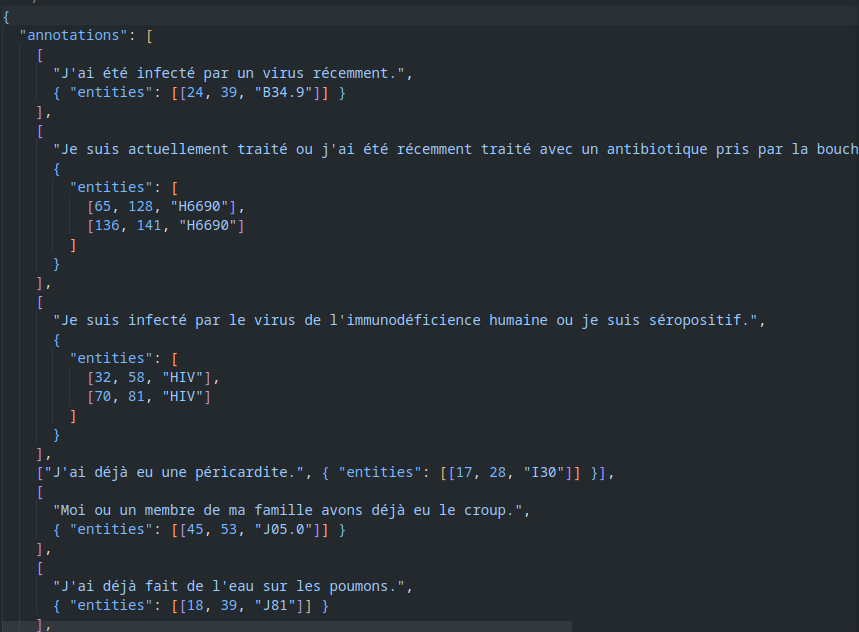 {
"annotations": [
[
"J'ai été infecté par un virus récemment.",
{ "entities": [[24, 39, "B34.9"]] }
],
[
"Je suis actuellement traité ou j'ai été récemment traité avec un antibiotique pris par la bouch
{
"entities": [
[65, 128, "H6690"],
[136, 141, "H6690"]
]
}
],
[
"Je suis infecté par le virus de l'immunodéficience humaine ou je suis séropositif.",
{
"entities": [
[32, 58, "HIV"],
[70, 81, "HIV"]
]
}
],
["J'ai déjà eu une péricardite.", { "entities": [[17, 28, "I30"]] }],
[
"Moi ou un membre de ma famille avons déjà eu le croup.",
{ "entities": [[45, 53, "J05.0"]] }
],
[
"J'ai déjà fait de l'eau sur les poumons.",
{ "entities": [[18, 39, "J81"]] }
],